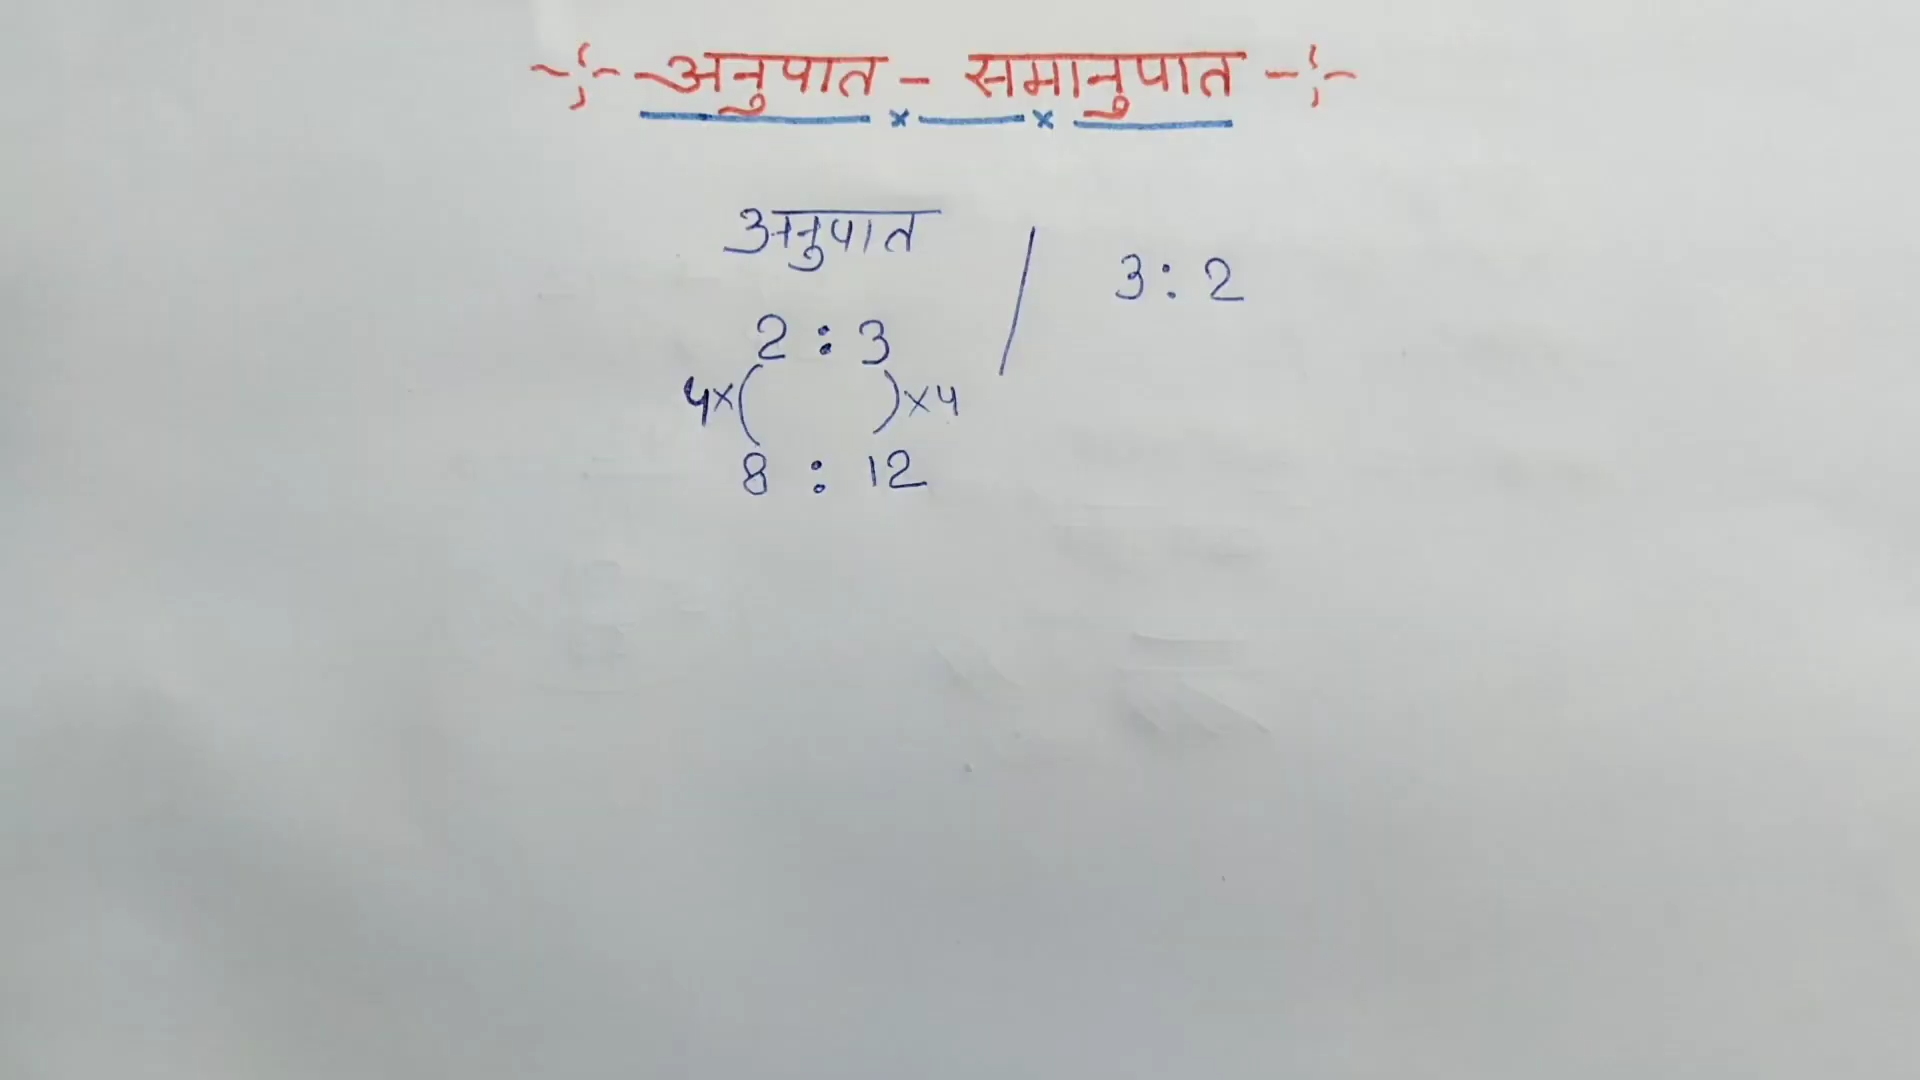 अनुपात - समानुपात
अनुपात
2 : 3
4×( )×4
8 : 12
3 : 2